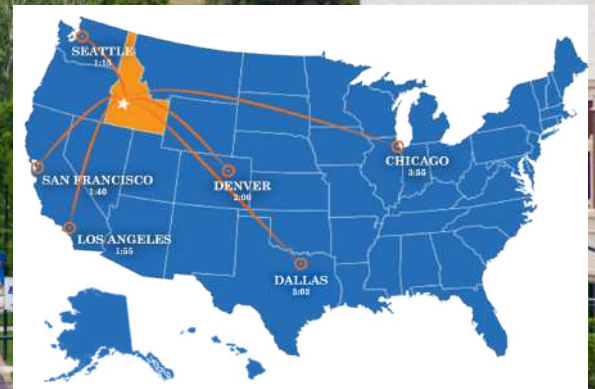 SEATTLE
1:15
SAN FRANCISCO
1:40
LOS ANGELES
1:55
DENVER
2:00
DALLAS
3:03
CHICAGO
3:55